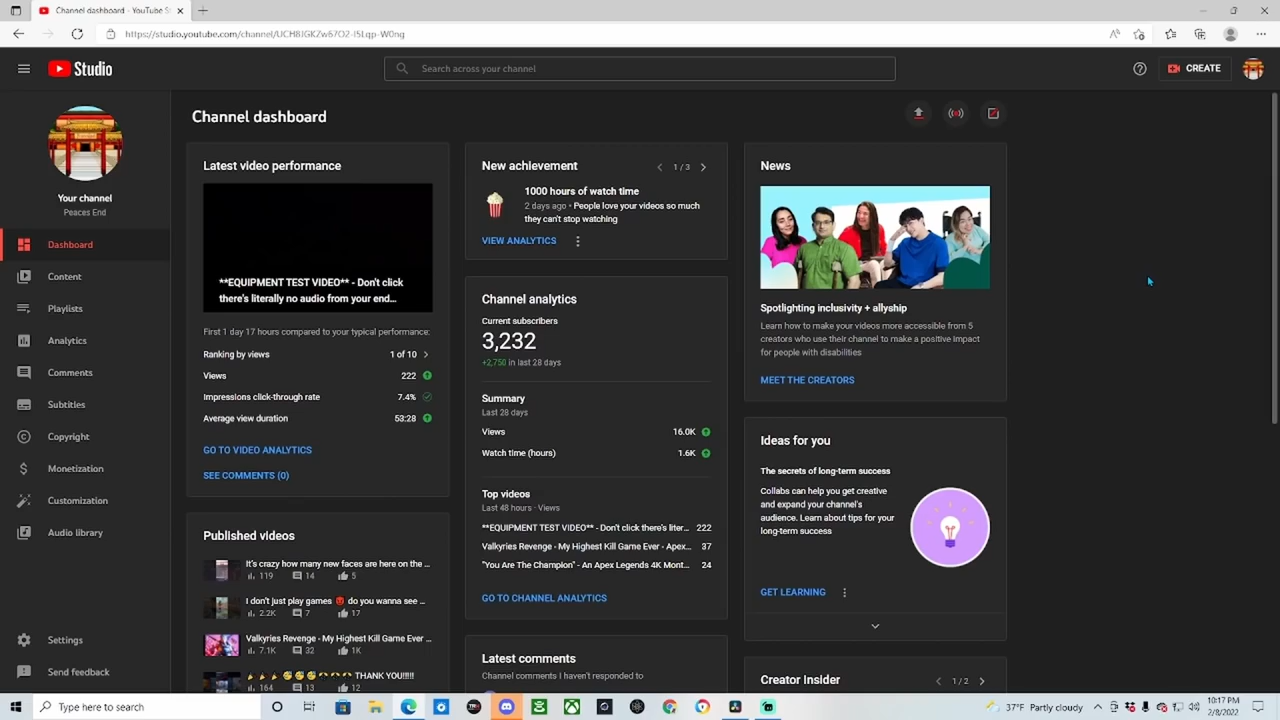 Channel dashboard - YouTube St
https://studio.youtube.com/channel/UCH8JGKZw67O2-I5Lqp-W0ng
Studio
Search across your channel
CREATE
Your channel
Peaces End
Dashboard
Content
Playlists
Analytics
Comments
Subtitles
Copyright
Monetization
Customization
Audio library
Settings
Send feedback
Channel dashboard
Latest video performance
**EQUIPMENT TEST VIDEO** - Don't click
there's literally no audio from your end...
First 1 day 17 hours compared to your typical performance:
Ranking by views 1 of 10
Views 222
Impressions click-through rate 7.4%
Average view duration 53:28
GO TO VIDEO ANALYTICS
SEE COMMENTS (0)
Published videos
It's crazy how many new faces are here on the ...
119 14 5
I don't just play games 😈 do you wanna see ...
2.2K 7 17
Valkyries Revenge - My Highest Kill Game Ever ...
7.1K 32 1K
THANK YOU!!!!!
164 13 12
New achievement
1 / 3
1000 hours of watch time
2 days ago • People love your videos so much
they can't stop watching
VIEW ANALYTICS
Channel analytics
Current subscribers
3,232
+2,750 in last 28 days
Summary
Last 28 days
Views 16.0K
Watch time (hours) 1.6K
Top videos
Last 48 hours · Views
**EQUIPMENT TEST VIDEO** - Don't click there's liter... 222
Valkyries Revenge - My Highest Kill Game Ever - Apex... 37
"You Are The Champion" - An Apex Legends 4K Mont... 24
GO TO CHANNEL ANALYTICS
Latest comments
Channel comments I haven't responded to
News
Spotlighting inclusivity + allyship
Learn how to make your videos more accessible from 5
creators who use their channel to make a positive impact
for people with disabilities
MEET THE CREATORS
Ideas for you
The secrets of long-term success
Collabs can help you get creative
and expand your channel's
audience. Learn about tips for your
long-term success
GET LEARNING
Creator Insider
1 / 2
Type here to search
37°F Partly cloudy
10:17 PM
2/8/2022